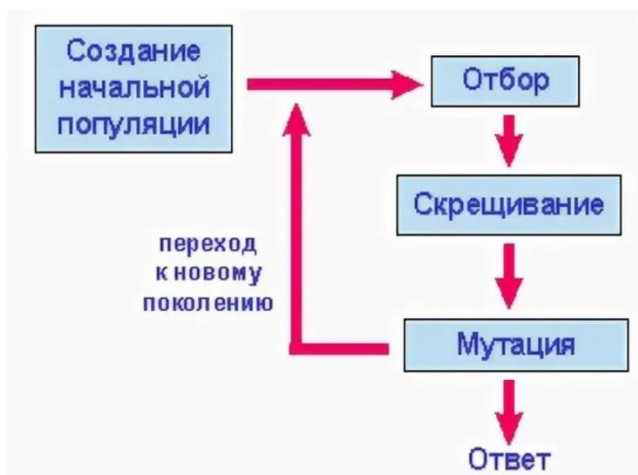 Создание
начальной
популяции
Отбор
Скрещивание
переход
к новому
поколению
Мутация
Ответ